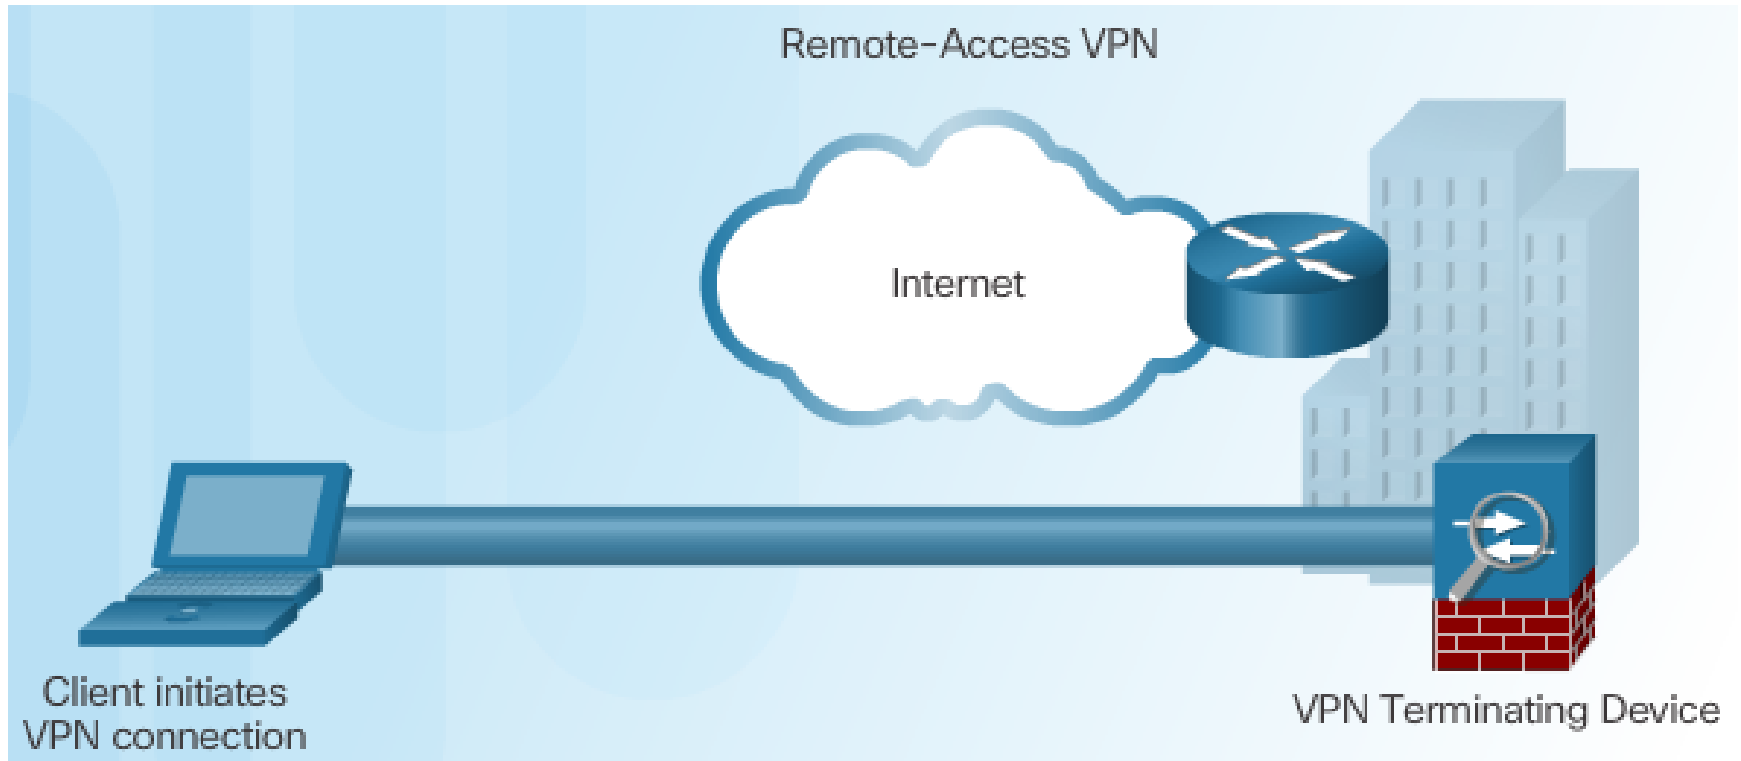 Remote-Access VPN
Internet
Client initiates
VPN connection
VPN Terminating Device